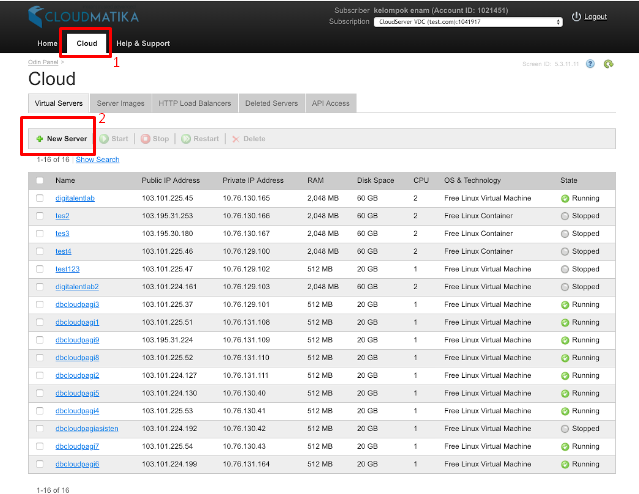 CLOUDMATIKA
Subscriber kelompok enam (Account ID: 1021451)
Subscription CloudServer VDC (test.com):1041917
Logout
Home Cloud Help & Support
1
Odin Panel >
Screen ID: 5.3.11.11
Cloud
Virtual Servers Server Images HTTP Load Balancers Deleted Servers API Access
2
New Server Start Stop Restart Delete
1-16 of 16 Show Search
Name Public IP Address Private IP Address RAM Disk Space CPU OS & Technology State
digitalentlab 103.101.225.45 10.76.130.165 2,048 MB 60 GB 2 Free Linux Virtual Machine Running
tes2 103.195.31.253 10.76.130.166 2,048 MB 60 GB 2 Free Linux Container Stopped
tes3 103.195.30.180 10.76.130.167 2,048 MB 60 GB 2 Free Linux Container Stopped
test4 103.101.225.46 10.76.129.100 2,048 MB 60 GB 2 Free Linux Container Stopped
test123 103.101.225.47 10.76.129.102 512 MB 20 GB 1 Free Linux Virtual Machine Stopped
digitalentlab2 103.101.224.161 10.76.129.103 2,048 MB 60 GB 2 Free Linux Virtual Machine Stopped
dbcloudpagi3 103.101.225.37 10.76.129.101 512 MB 20 GB 1 Free Linux Virtual Machine Running
dbcloudpagi1 103.101.225.51 10.76.131.108 512 MB 20 GB 1 Free Linux Virtual Machine Running
dbcloudpagi9 103.195.31.224 10.76.131.109 512 MB 20 GB 1 Free Linux Virtual Machine Running
dbcloudpagi8 103.101.225.52 10.76.131.110 512 MB 20 GB 1 Free Linux Virtual Machine Running
dbcloudpagi2 103.101.224.127 10.76.131.111 512 MB 20 GB 1 Free Linux Virtual Machine Running
dbcloudpagi5 103.101.224.130 10.76.130.40 512 MB 20 GB 1 Free Linux Virtual Machine Running
dbcloudpagi4 103.101.225.53 10.76.130.41 512 MB 20 GB 1 Free Linux Virtual Machine Running
dbcloudpagiasisten 103.101.224.192 10.76.130.42 512 MB 20 GB 1 Free Linux Virtual Machine Stopped
dbcloudpagi7 103.101.225.54 10.76.130.43 512 MB 20 GB 1 Free Linux Virtual Machine Running
dbcloudpagi6 103.101.224.199 10.76.131.164 512 MB 20 GB 1 Free Linux Virtual Machine Running
1-16 of 16